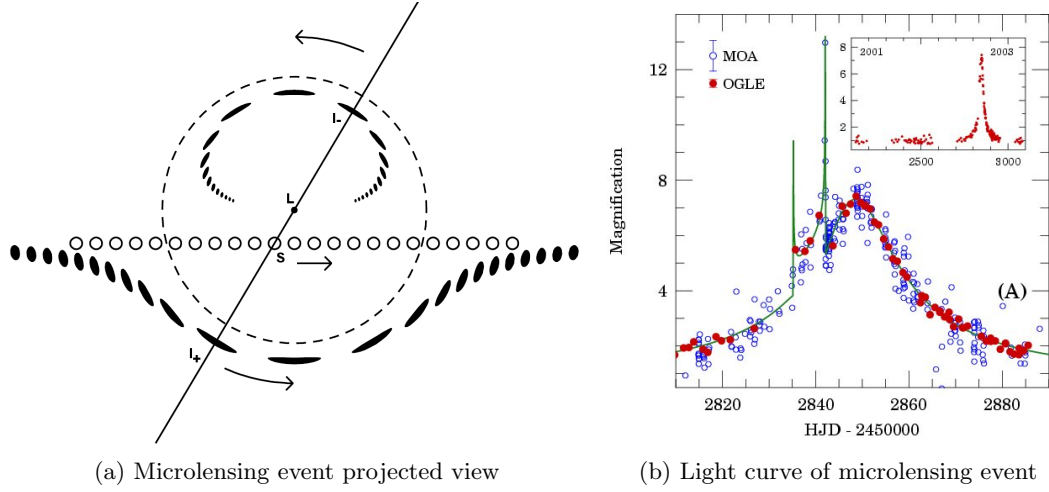 I-
L
S
I+
(a) Microlensing event projected view
Magnification
12
8
4
MOA
OGLE
8
6
4
2
2001
2003
2500
3000
(A)
2820
2840
2860
2880
HJD - 2450000
(b) Light curve of microlensing event